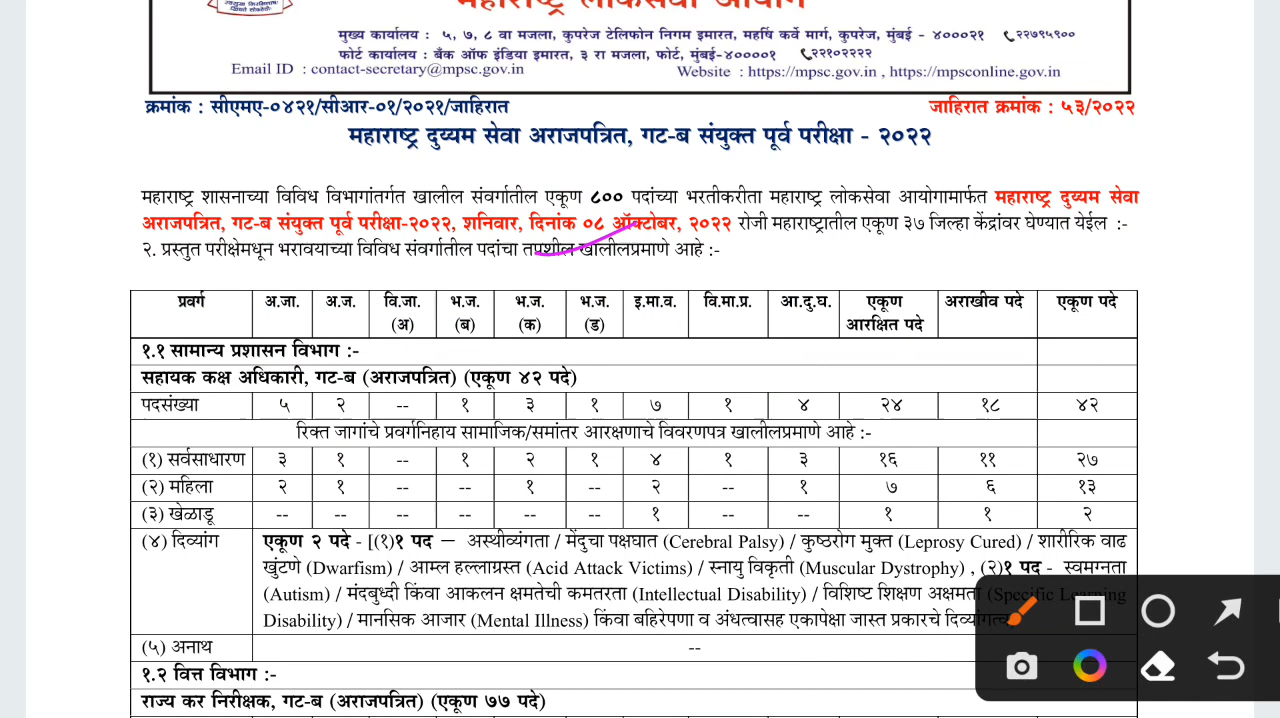 महाराष्ट्र लोकसेवा आयोग
मुख्य कार्यालय : ५, ७, ८ वा मजला, कुपरेज टेलिफोन निगम इमारत, महर्षि कर्वे मार्ग, कुपरेज, मुंबई - ४०००२१ २२७९५९००
फोर्ट कार्यालय : बँक ऑफ इंडिया इमारत, ३ रा मजला, फोर्ट, मुंबई-४००००१ २२१०२२२२
Email ID : contact-secretary@mpsc.gov.in Website : https://mpsc.gov.in , https://mpsconline.gov.in
क्रमांक : सीएमए-०४२१/सीआर-०१/२०२१/जाहिरात जाहिरात क्रमांक : ५३/२०२२
महाराष्ट्र दुय्यम सेवा अराजपत्रित, गट-ब संयुक्त पूर्व परीक्षा - २०२२
महाराष्ट्र शासनाच्या विविध विभागांतर्गत खालील संवर्गातील एकूण ८०० पदांच्या भरतीकरीता महाराष्ट्र लोकसेवा आयोगामार्फत महाराष्ट्र दुय्यम सेवा
अराजपत्रित, गट-ब संयुक्त पूर्व परीक्षा-२०२२, शनिवार, दिनांक ०८ ऑक्टोबर, २०२२ रोजी महाराष्ट्रातील एकूण ३७ जिल्हा केंद्रांवर घेण्यात येईल :-
२. प्रस्तुत परीक्षेमधून भरावयाच्या विविध संवर्गातील पदांचा तपशील खालीलप्रमाणे आहे :-
प्रवर्ग अ.जा. अ.ज. वि.जा. (अ) भ.ज. (ब) भ.ज. (क) भ.ज. (ड) इ.मा.व. वि.मा.प्र. आ.दु.घ. एकूण आरक्षित पदे अराखीव पदे एकूण पदे
१.१ सामान्य प्रशासन विभाग :-
सहायक कक्ष अधिकारी, गट-ब (अराजपत्रित) (एकूण ४२ पदे)
पदसंख्या ५ २ -- १ ३ १ ७ १ ४ २४ १८ ४२
रिक्त जागांचे प्रवर्गनिहाय सामाजिक/समांतर आरक्षणाचे विवरणपत्र खालीलप्रमाणे आहे :-
(१) सर्वसाधारण ३ १ -- १ २ १ ४ १ ३ १६ ११ २७
(२) महिला २ १ -- -- १ -- २ -- १ ७ ६ १३
(३) खेळाडू -- -- -- -- -- -- १ -- -- १ १ २
(४) दिव्यांग एकूण २ पदे - [(१)१ पद – अस्थीव्यंगता / मेंदुचा पक्षघात (Cerebral Palsy) / कुष्ठरोग मुक्त (Leprosy Cured) / शारीरिक वाढ
खुंटणे (Dwarfism) / आम्ल हल्लाग्रस्त (Acid Attack Victims) / स्नायु विकृती (Muscular Dystrophy) , (२)१ पद - स्वमग्नता
(Autism) / मंदबुध्दी किंवा आकलन क्षमतेची कमतरता (Intellectual Disability) / विशिष्ट शिक्षण अक्षमता (Specific Learning
Disability) / मानसिक आजार (Mental Illness) किंवा बहिरेपणा व अंधत्वासह एकापेक्षा जास्त प्रकारचे
(५) अनाथ --
१.२ वित्त विभाग :-
राज्य कर निरीक्षक, गट-ब (अराजपत्रित) (एकूण ७७ पदे)